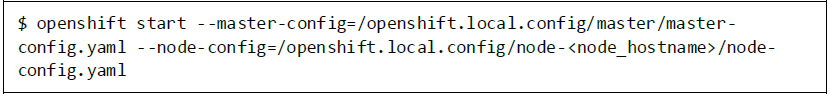 $ openshift start --master-config=/openshift.local.config/master/master-
config.yaml --node-config=/openshift.local.config/node-<node_hostname>/node-
config.yaml